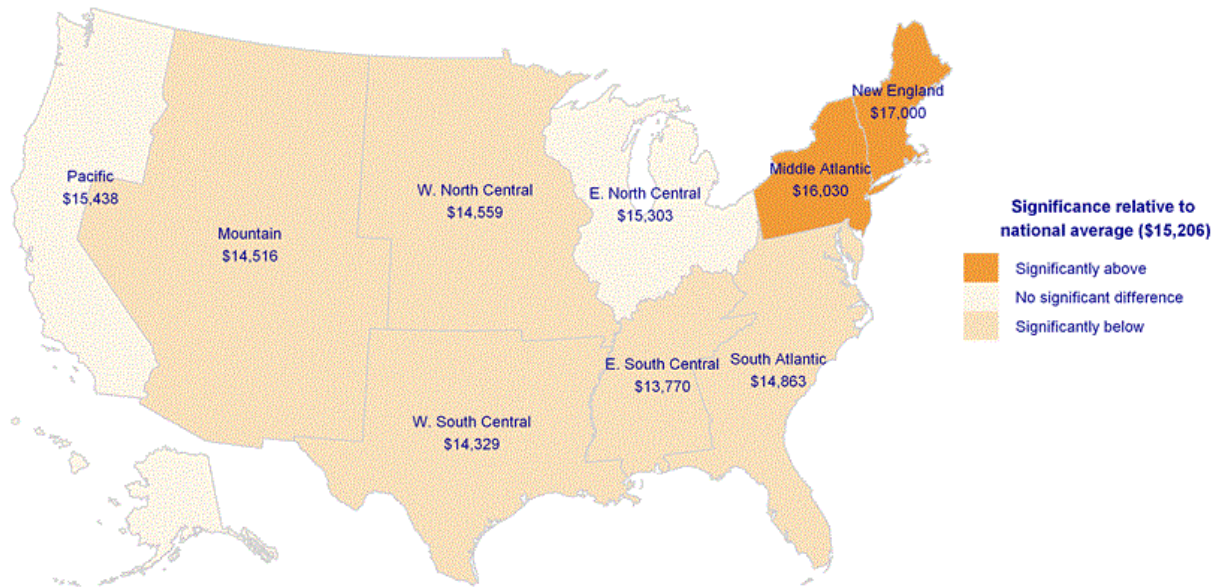 New England
$17,000
Middle Atlantic
$16,030
Pacific
$15,438
W. North Central
$14,559
E. North Central
$15,303
Mountain
$14,516
E. South Central
$13,770
South Atlantic
$14,863
W. South Central
$14,329
Significance relative to
national average ($15,206)
Significantly above
No significant difference
Significantly below